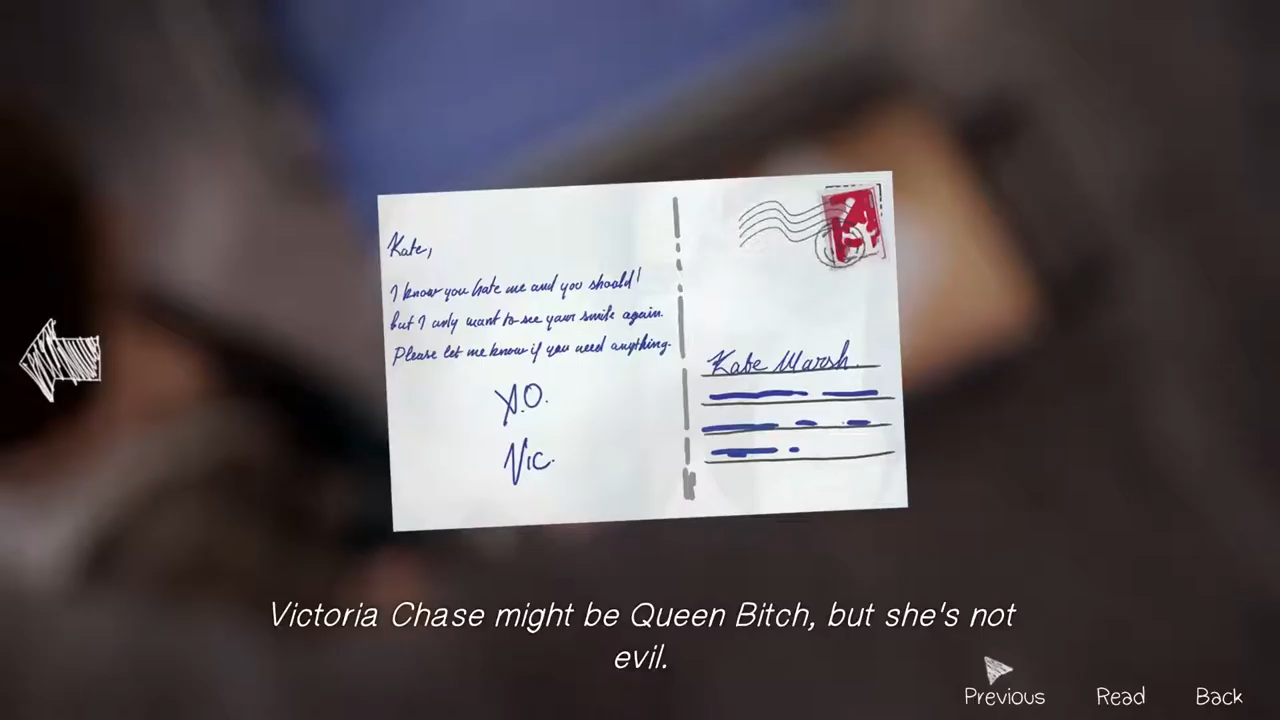 Kate,
I know you hate me and you should!
but I only want to see your smile again.
Please let me know if you need anything.
X.O.
Vic.
Kate Marsh
Victoria Chase might be Queen Bitch, but she's not
evil.
Previous Read Back